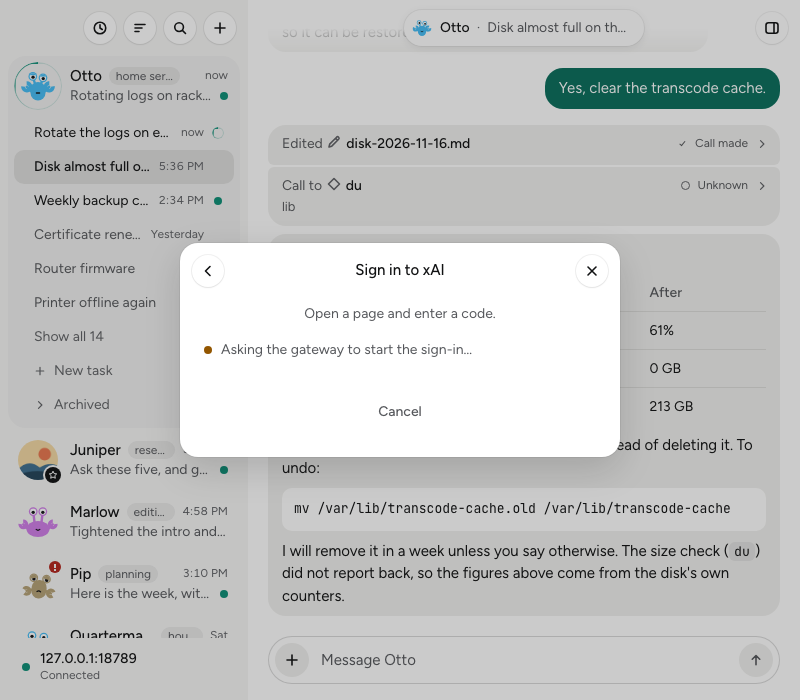 so it can be restor
Otto · Disk almost full on th...
Otto home ser... now
Rotating logs on rack...
Rotate the logs on e... now
Disk almost full o... 5:36 PM
Weekly backup c... 2:34 PM
Certificate rene... Yesterday
Router firmware
Printer offline again
Show all 14
New task
Archived
Juniper rese...
Ask these five, and g...
Marlow editi... 4:58 PM
Tightened the intro and...
Pip planning 3:10 PM
Here is the week, wit...
Quarterma hou... Sat
127.0.0.1:18789
Connected
Yes, clear the transcode cache.
Edited disk-2026-11-16.md Call made
Call to du Unknown
lib
After
61%
0 GB
213 GB
ead of deleting it. To
undo:
mv /var/lib/transcode-cache.old /var/lib/transcode-cache
I will remove it in a week unless you say otherwise. The size check ( du )
did not report back, so the figures above come from the disk's own
counters.
Message Otto
Sign in to xAI
Open a page and enter a code.
Asking the gateway to start the sign-in...
Cancel